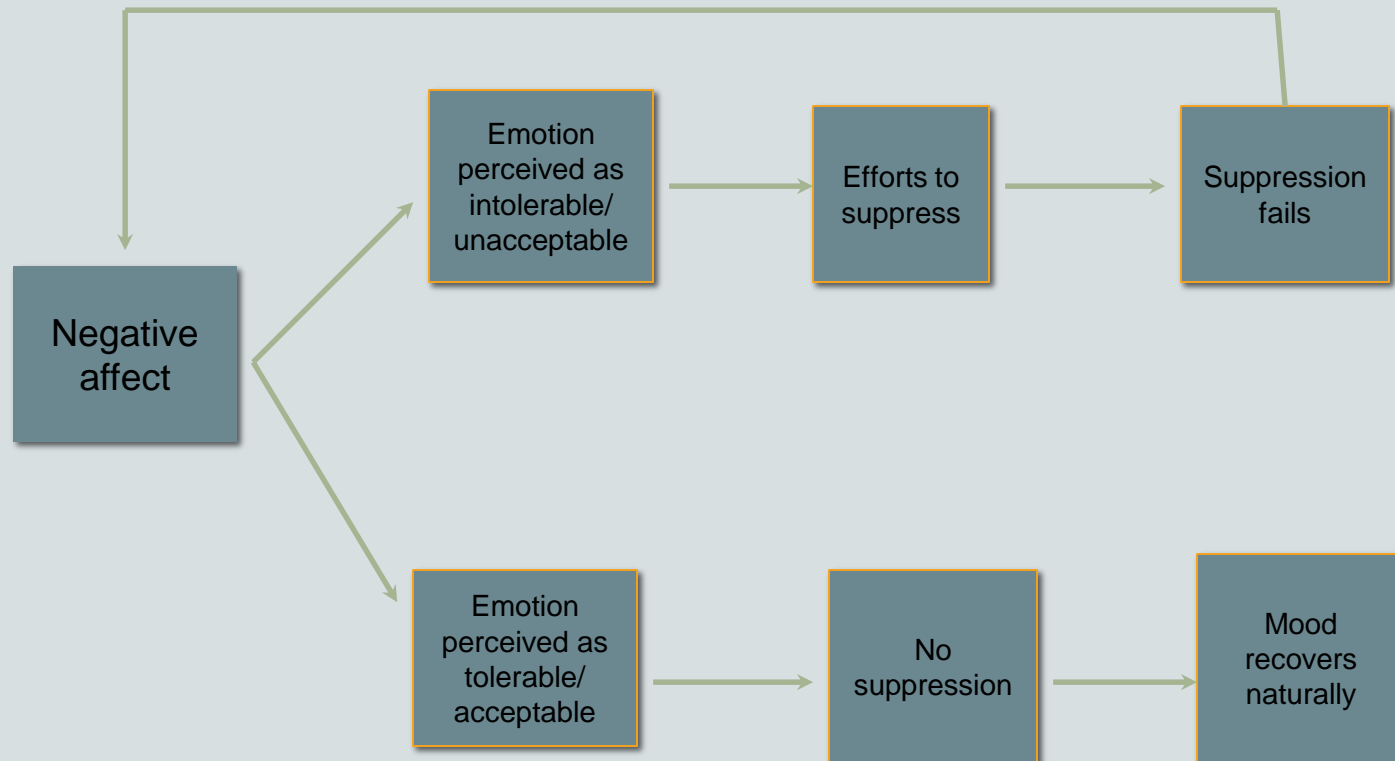 Emotion
perceived as
intolerable/
unacceptable
Efforts to
suppress
Suppression
fails
Negative
affect
Emotion
perceived as
tolerable/
acceptable
No
suppression
Mood
recovers
naturally